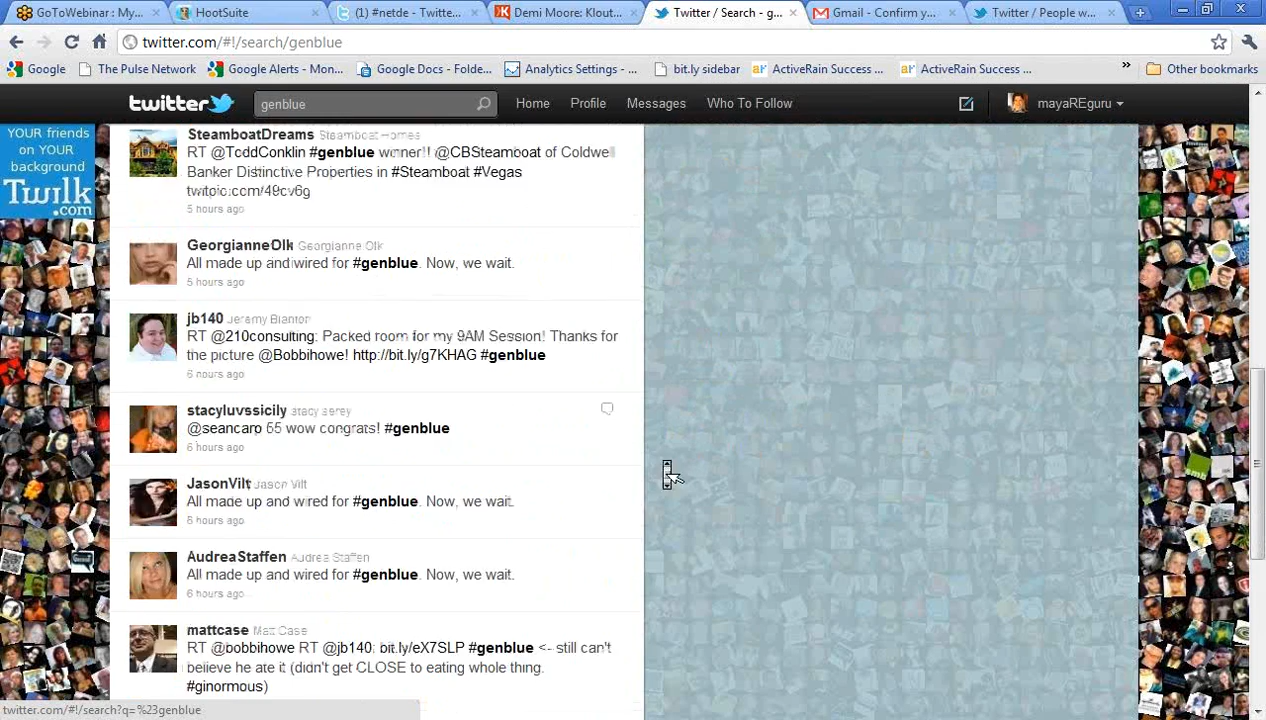 GoToWebinar : My...
HootSuite
(1) #netde - Twitte...
Demi Moore: Klout...
Twitter / Search - g...
Gmail - Confirm y...
Twitter / People w...
twitter.com/#!/search/genblue
Google
The Pulse Network
Google Alerts - Mon...
Google Docs - Folde...
Analytics Settings - ...
bit.ly sidebar
ActiveRain Success ...
ActiveRain Success ...
Other bookmarks
twitter
genblue
Home
Profile
Messages
Who To Follow
mayaREguru
YOUR friends
on YOUR
background
Twilk
.com
SteamboatDreams Steamboat Homes
RT @ToddConklin #genblue winner!! @CBSteamboat of Coldwell
Banker Distinctive Properties in #Steamboat #Vegas
twitpic.com/49cv6g
5 hours ago
GeorgianneOlk Georgianne Olk
All made up and wired for #genblue. Now, we wait.
5 hours ago
jb140 Jeremy Blanton
RT @210consulting: Packed room for my 9AM Session! Thanks for
the picture @Bobbihowe! http://bit.ly/g7KHAG #genblue
6 hours ago
stacyluvssicily
@seancarp 65 wow congrats! #genblue
6 hours ago
JasonVilt Jason Vilt
All made up and wired for #genblue. Now, we wait.
6 hours ago
AudreaStaffen Audrea Staffen
All made up and wired for #genblue. Now, we wait.
6 hours ago
mattcase Matt Case
RT @bobbihowe RT @jb140: bit.ly/eX7SLP #genblue <- still can't
believe he ate it (didn't get CLOSE to eating whole thing.
#ginormous)
twitter.com/#!/search?q=%23genblue